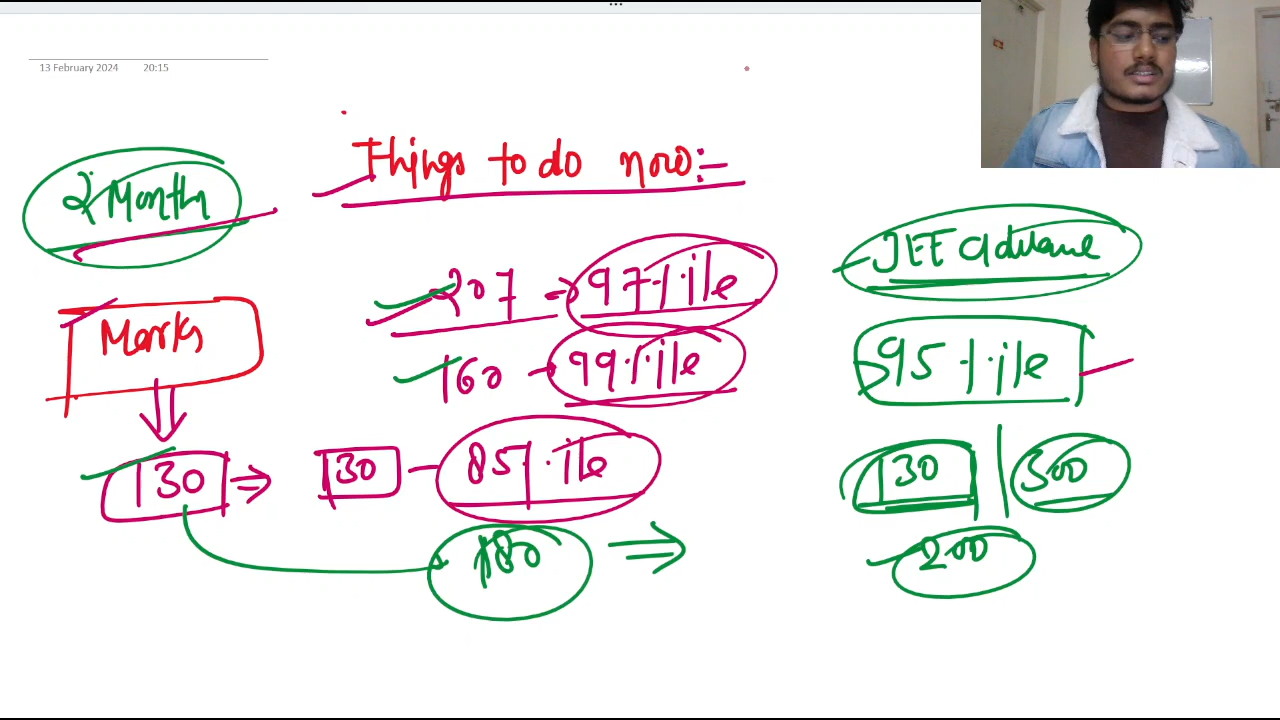 13 February 2024 20:15
Things to do now:-
2 Month
JEE Advance
207 => 97%ile
Marks
160 → 99%ile
95%ile
130 => 130 - 85%ile
130 | 300
180 =>
200